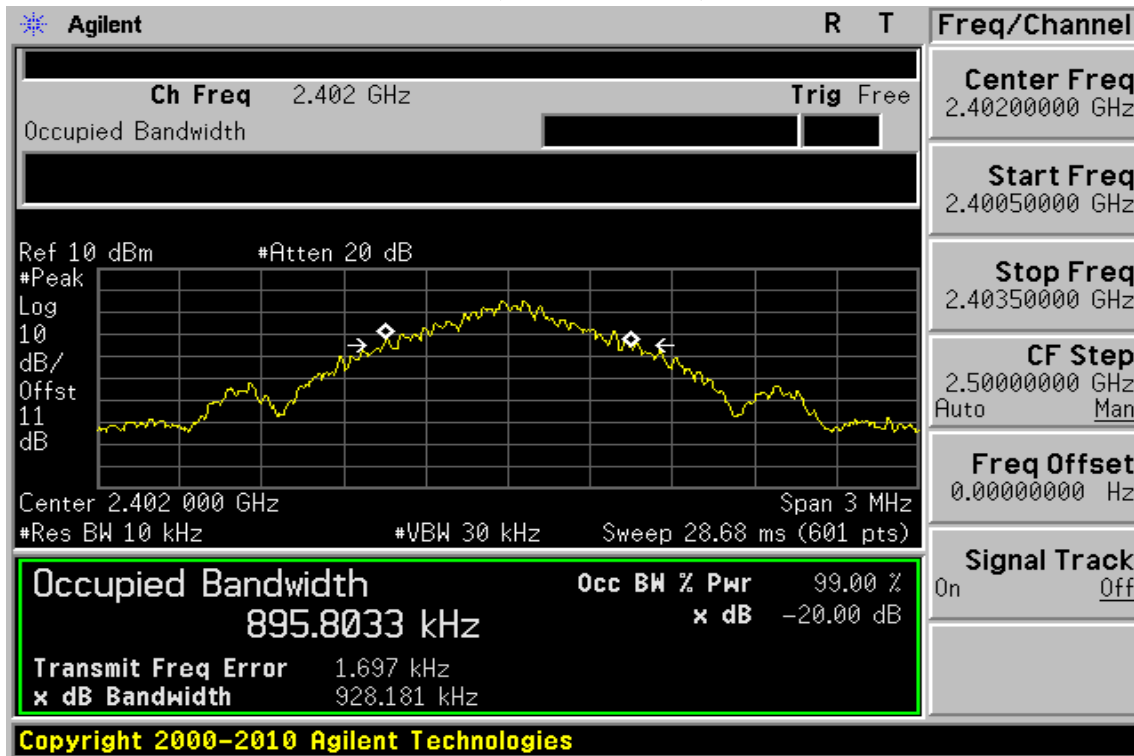 Agilent R T
Ch Freq 2.402 GHz Trig Free
Occupied Bandwidth
Ref 10 dBm #Atten 20 dB
#Peak
Log
10
dB/
Offst
11
dB
Center 2.402 000 GHz Span 3 MHz
#Res BW 10 kHz #VBW 30 kHz Sweep 28.68 ms (601 pts)
Occupied Bandwidth Occ BW % Pwr 99.00 %
895.8033 kHz x dB -20.00 dB
Transmit Freq Error 1.697 kHz
x dB Bandwidth 928.181 kHz
Copyright 2000-2010 Agilent Technologies
Freq/Channel
Center Freq
2.40200000 GHz
Start Freq
2.40050000 GHz
Stop Freq
2.40350000 GHz
CF Step
2.50000000 GHz
Auto Man
Freq Offset
0.00000000 Hz
Signal Track
On Off